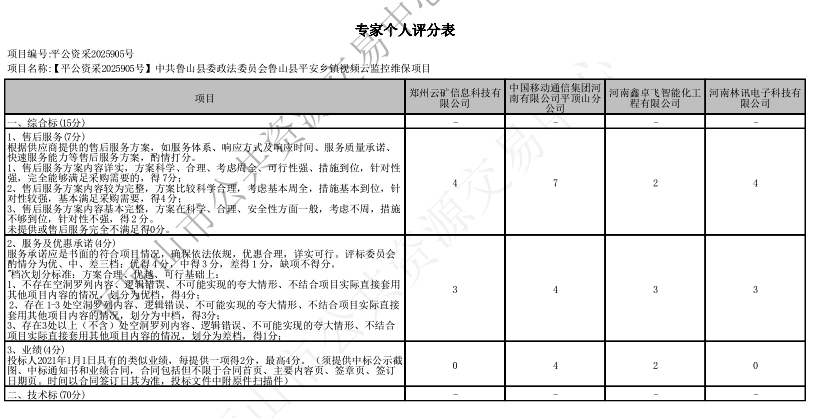 专家个人评分表
项目编号:平公资采2025905号
项目名称:【平公资采2025905号】中共鲁山县委政法委员会鲁山县平安乡镇视频云监控维保项目
项目 郑州云矿信息科技有限公司 中国移动通信集团河南有限公司平顶山分公司 河南鑫卓飞智能化工程有限公司 河南林讯电子科技有限公司
一、综合标(15分) - - - -
1、售后服务(7分)
根据供应商提供的售后服务方案，如服务体系、响应方式及响应时间、服务质量承诺、
快速服务能力等售后服务方案，酌情打分。
1、售后服务方案内容详实，方案科学、合理、考虑周全、可行性强、措施到位，针对性
强，完全能够满足采购需要的，得 7分；
2、售后服务方案内容较为完整，方案比较科学合理，考虑基本周全，措施基本到位，针
对性较强，基本满足采购需要，得4分；
3、售后服务方案内容基本完整，方案在科学、合理、安全性方面一般，考虑不周，措施
不够到位，针对性不强，得 2 分。
未提供或售后服务完全不满足得0分。
4 7 2 4
2、服务及优惠承诺(4分)
服务承诺应是书面的符合项目情况，确保依法依规，优惠合理，详实可行。评标委员会
酌情分为优、中、差三档；优得 4 分，中得 3 分，差得 1 分，缺项不得分。
"档次划分标准：方案合理、优越、可行基础上：
1、不存在空洞罗列内容、逻辑错误、不可能实现的夸大情形、不结合项目实际直接套用
其他项目内容的情况，划分为优档，得4分；
2、存在 1-3 处空洞罗列内容、逻辑错误、不可能实现的夸大情形、不结合项目实际直接
套用其他项目内容的情况，划分为中档，得3分；
3、存在3处以上（不含）处空洞罗列内容、逻辑错误、不可能实现的夸大情形、不结合
项目实际直接套用其他项目内容的情况，划分为差档，得1分；
3 4 3 3
3、业绩(4分)
投标人2021年1月1日具有的类似业绩，每提供一项得2分，最高4分。（须提供中标公示截
图、中标通知书和业绩合同，合同包括但不限于合同首页、主要内容页、签章页、签订
日期页。时间以合同签订日其为准，投标文件中附原件扫描件）
0 4 2 0
二、技术标(70分) - - - -